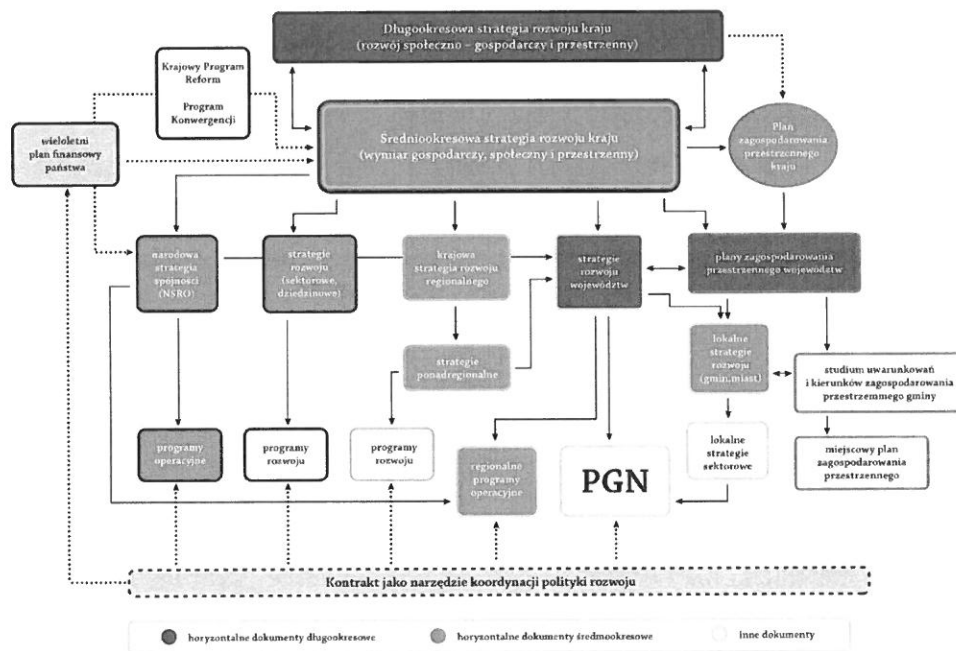 Długookresowa strategia rozwoju kraju
(rozwój społeczno – gospodarczy i przestrzenny)
Krajowy Program
Reform
Program
Konwergencji
wieloletni
plan finansowy
państwa
Średniookresowa strategia rozwoju kraju
(wymiar gospodarczy, społeczny i przestrzenny)
Plan
zagospodarowania
przestrzennego
kraju
narodowa
strategia
spójności
(NSRO)
strategie
rozwoju
(sektorowe,
dziedzinowe)
krajowa
strategia rozwoju
regionalnego
strategie
rozwoju
województw
plany zagospodarowania
przestrzennego województw
strategie
ponadregionalne
lokalne
strategie
rozwoju
(gmin,miast)
studium uwarunkowań
i kierunków zagospodarowania
przestrzemmego gminy
programy
operacyjne
programy
rozwoju
programy
rozwoju
regionalne
programy
operacyjne
PGN
lokalne
strategie
sektorowe
miejscowy plan
zagospodarowania
przestrzennego
Kontrakt jako narzędzie koordynacji polityki rozwoju
horyzontalne dokumenty długookresowe
horyzontalne dokumenty średmookresowe
inne dokumenty